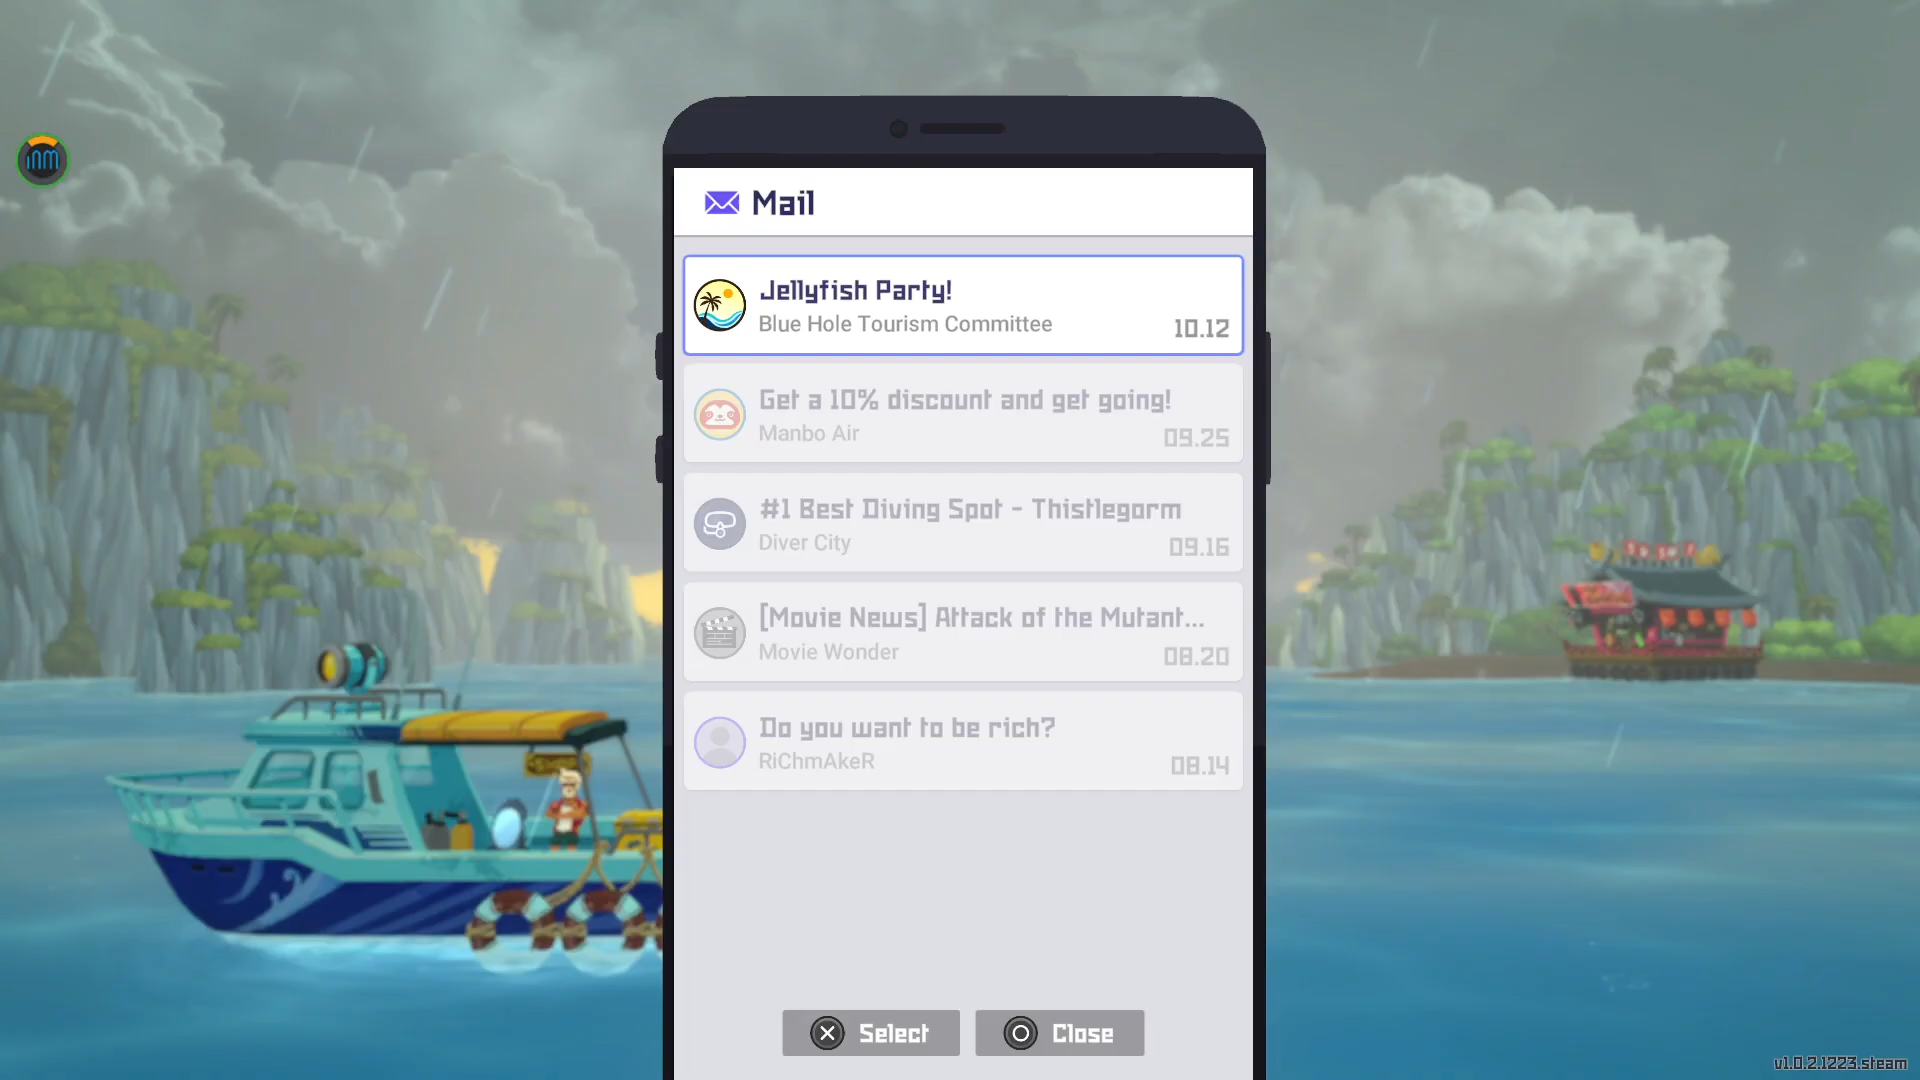 Mail
Jellyfish Party!
Blue Hole Tourism Committee
10.12
Get a 10% discount and get going!
Manbo Air
09.25
#1 Best Diving Spot - Thistlegorm
Diver City
09.16
[Movie News] Attack of the Mutant...
Movie Wonder
08.20
Do you want to be rich?
RiChmAkeR
08.14
Select
Close
v1.0.2.1223.steam